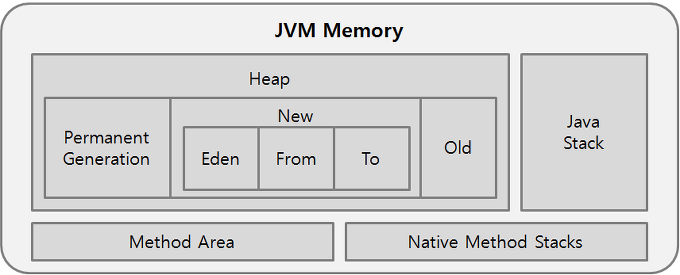 JVM Memory
Heap
Permanent
Generation
New
Eden
From
To
Old
Java
Stack
Method Area
Native Method Stacks